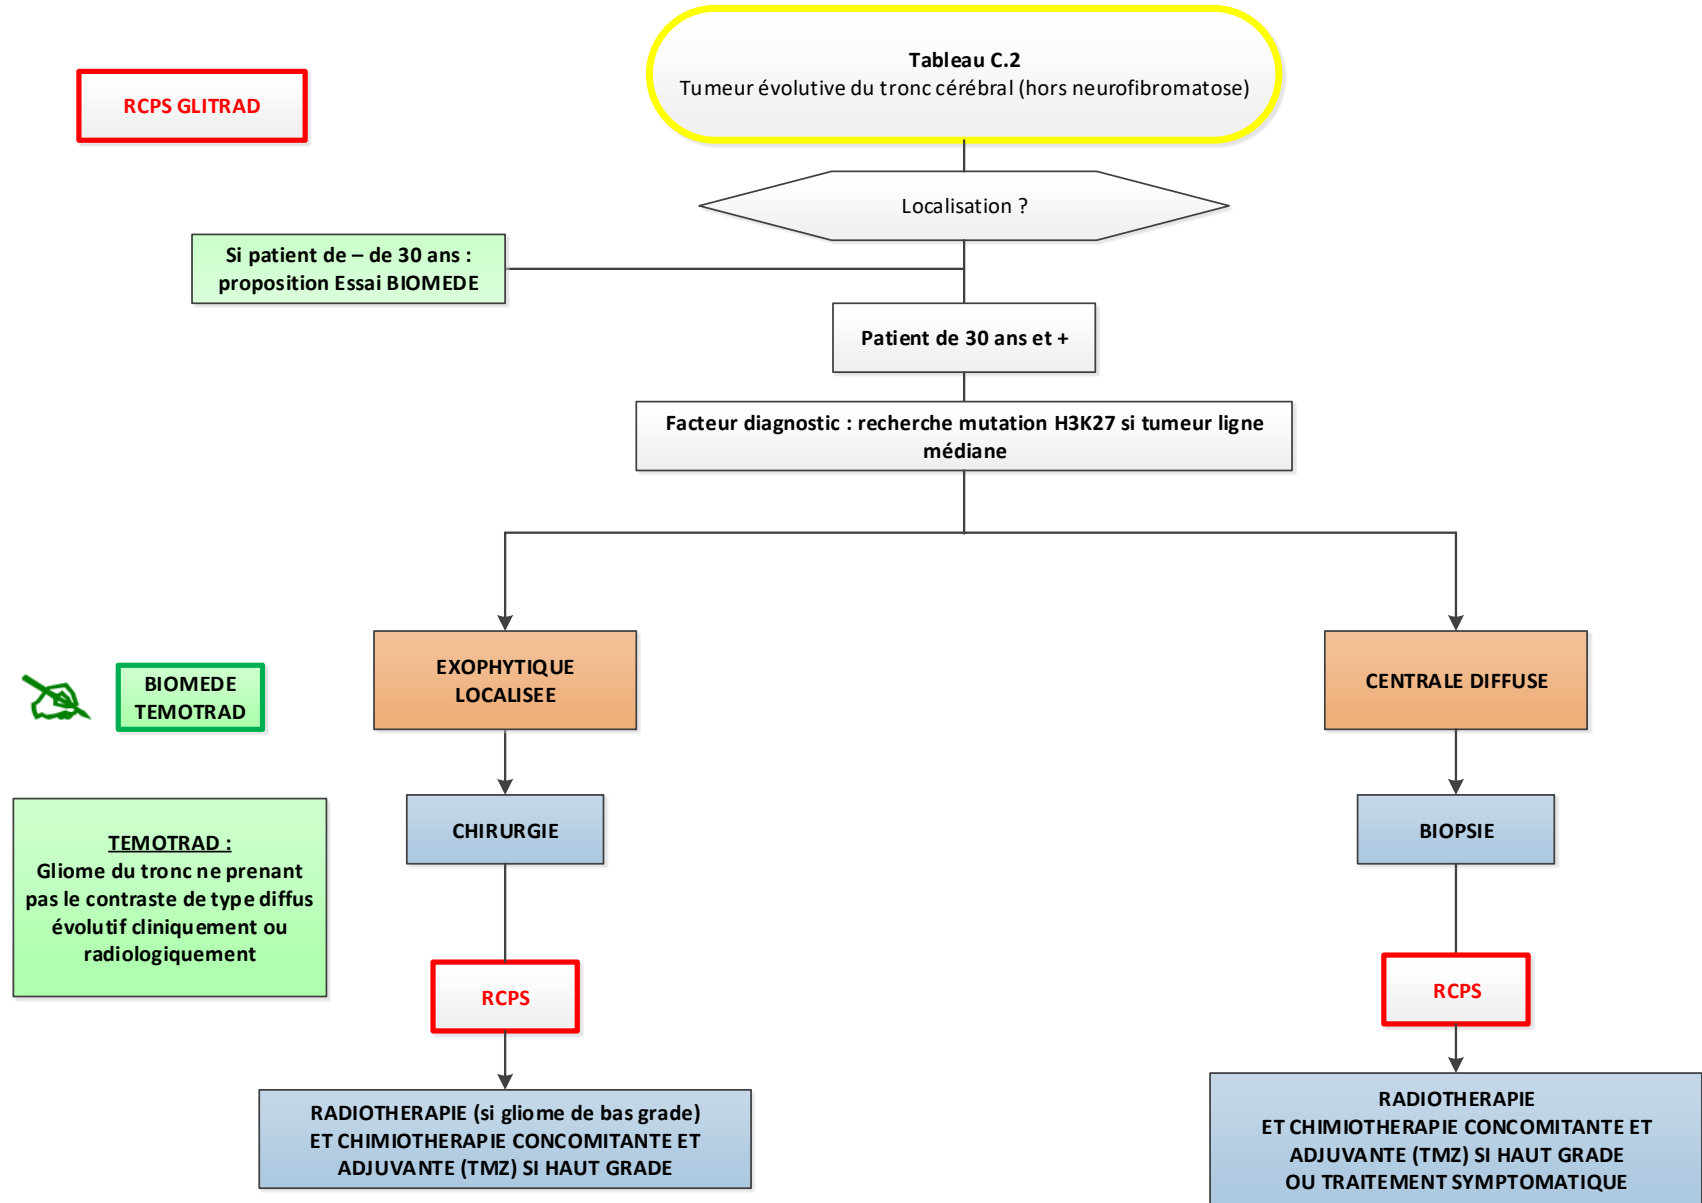 Tableau C.2
Tumeur évolutive du tronc cérébral (hors neurofibromatose)
RCPS GLITRAD
Localisation ?
Si patient de – de 30 ans :
proposition Essai BIOMEDE
Patient de 30 ans et +
Facteur diagnostic : recherche mutation H3K27 si tumeur ligne
médiane
EXOPHYTIQUE
LOCALISEE
CENTRALE DIFFUSE
BIOMEDE
TEMOTRAD
CHIRURGIE
BIOPSIE
TEMOTRAD :
Gliome du tronc ne prenant
pas le contraste de type diffus
évolutif cliniquement ou
radiologiquement
RCPS
RCPS
RADIOTHERAPIE (si gliome de bas grade)
ET CHIMIOTHERAPIE CONCOMITANTE ET
ADJUVANTE (TMZ) SI HAUT GRADE
RADIOTHERAPIE
ET CHIMIOTHERAPIE CONCOMITANTE ET
ADJUVANTE (TMZ) SI HAUT GRADE
OU TRAITEMENT SYMPTOMATIQUE